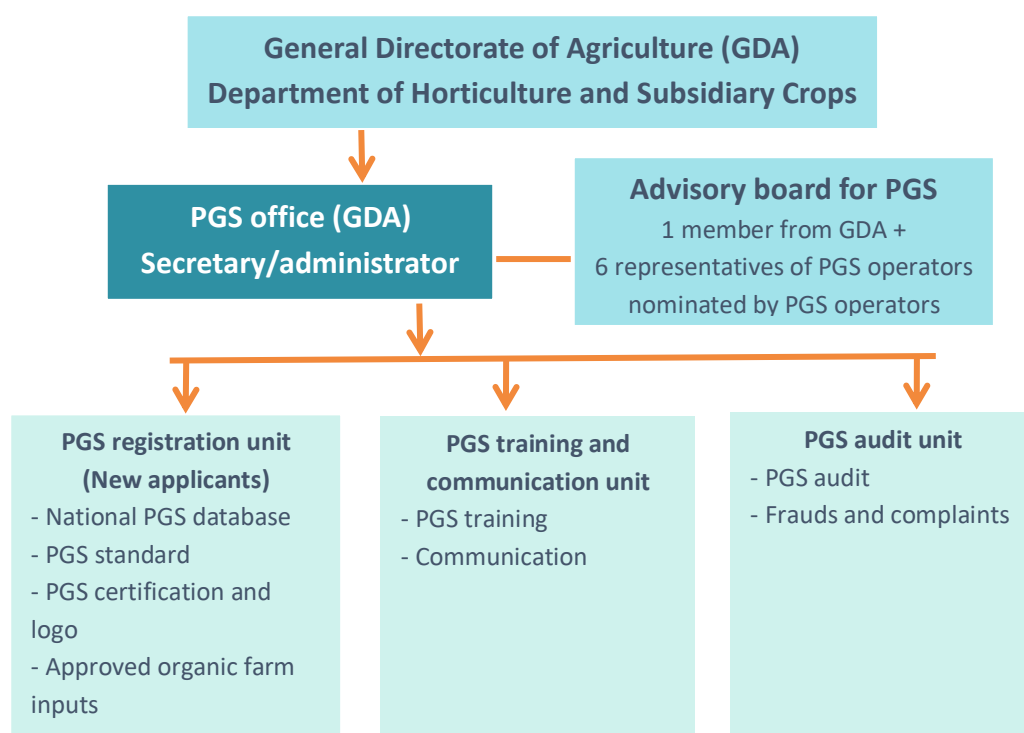 General Directorate of Agriculture (GDA)
Department of Horticulture and Subsidiary Crops
PGS office (GDA)
Secretary/administrator
Advisory board for PGS
1 member from GDA +
6 representatives of PGS operators
nominated by PGS operators
PGS registration unit
(New applicants)
- National PGS database
- PGS standard
- PGS certification and
logo
- Approved organic farm
inputs
PGS training and
communication unit
- PGS training
- Communication
PGS audit unit
- PGS audit
- Frauds and complaints